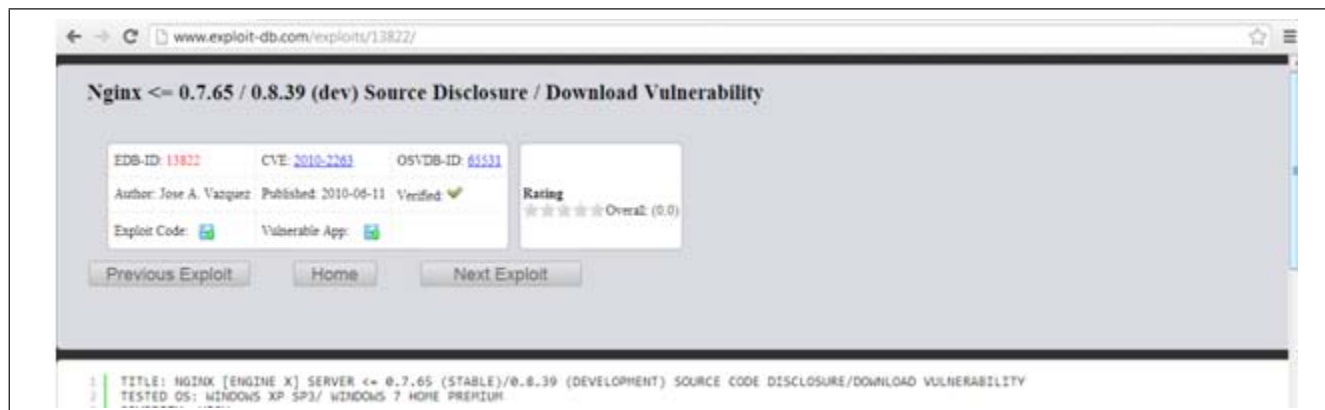 www.exploit-db.com/exploits/13822/
Nginx <= 0.7.65 / 0.8.39 (dev) Source Disclosure / Download Vulnerability
EDB-ID: 13822 CVE: 2010-2263 OSVDB-ID: 65531
Author: Jose A. Vazquez Published: 2010-06-11 Verified:
Rating
Overall: (0.0)
Exploit Code: Vulnerable App:
Previous Exploit Home Next Exploit
1 TITLE: NGINX [ENGINE X] SERVER <= 0.7.65 (STABLE)/0.8.39 (DEVELOPMENT) SOURCE CODE DISCLOSURE/DOWNLOAD VULNERABILITY
2 TESTED OS: WINDOWS XP SP3/ WINDOWS 7 HOME PREMIUM